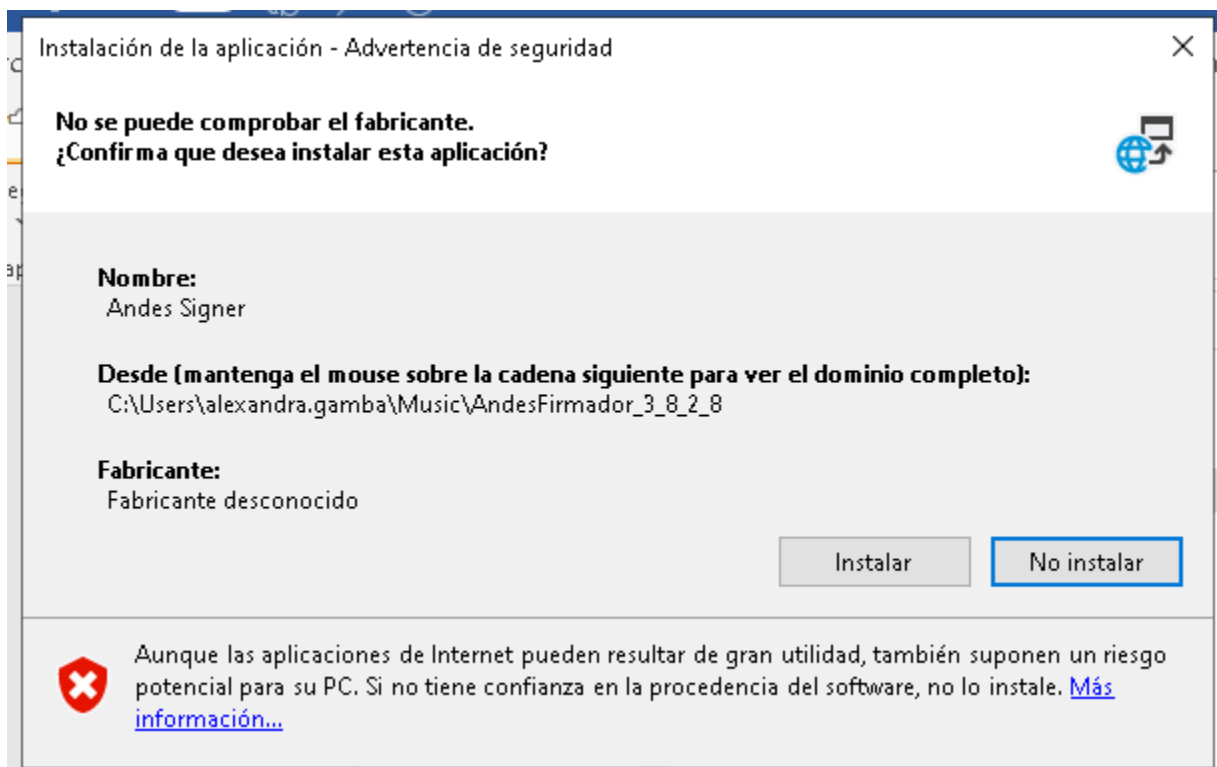 Instalación de la aplicación - Advertencia de seguridad
No se puede comprobar el fabricante.
¿Confirma que desea instalar esta aplicación?
Nombre:
Andes Signer
Desde (mantenga el mouse sobre la cadena siguiente para ver el dominio completo):
C:\Users\alexandra.gamba\Music\AndesFirmador_3_8_2_8
Fabricante:
Fabricante desconocido
Instalar
No instalar
Aunque las aplicaciones de Internet pueden resultar de gran utilidad, también suponen un riesgo
potencial para su PC. Si no tiene confianza en la procedencia del software, no lo instale. Más
información...